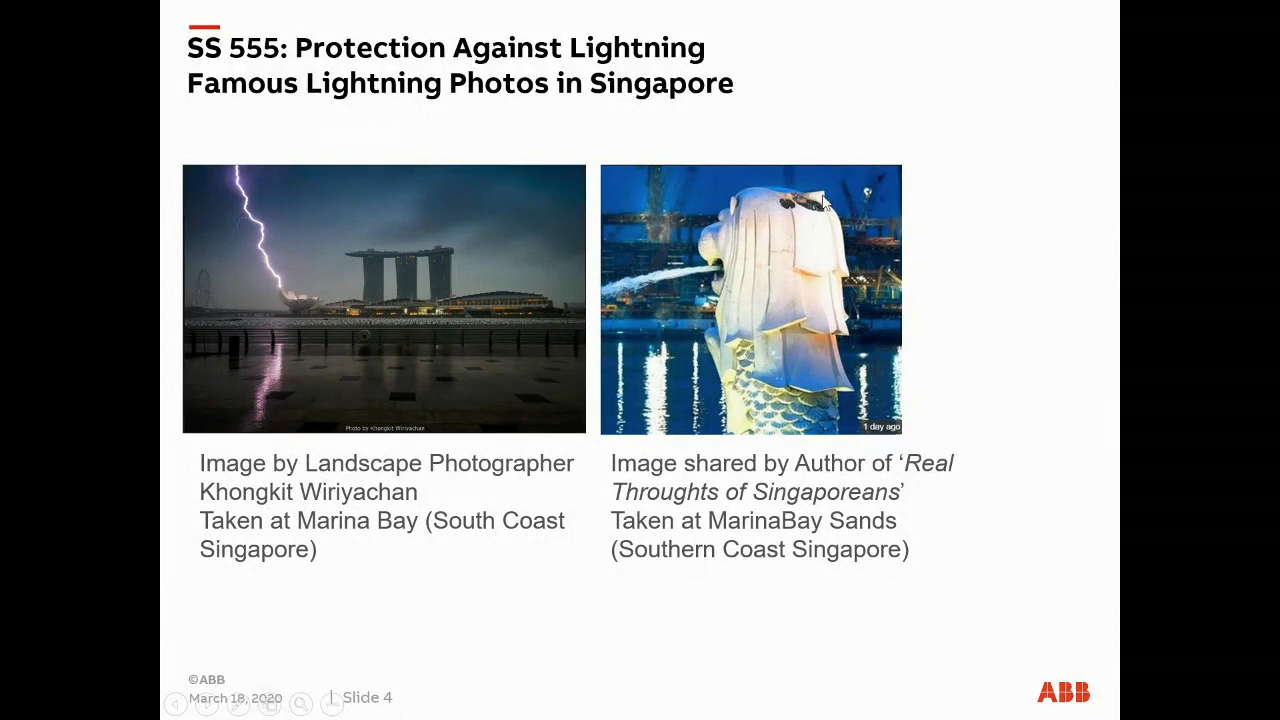 SS 555: Protection Against Lightning
Famous Lightning Photos in Singapore
Photo by Khongkit Wiriyachan
1 day ago
Image by Landscape Photographer
Khongkit Wiriyachan
Taken at Marina Bay (South Coast
Singapore)
Image shared by Author of ‘Real
Throughts of Singaporeans’
Taken at MarinaBay Sands
(Southern Coast Singapore)
©ABB
March 18, 2020 | Slide 4
ABB